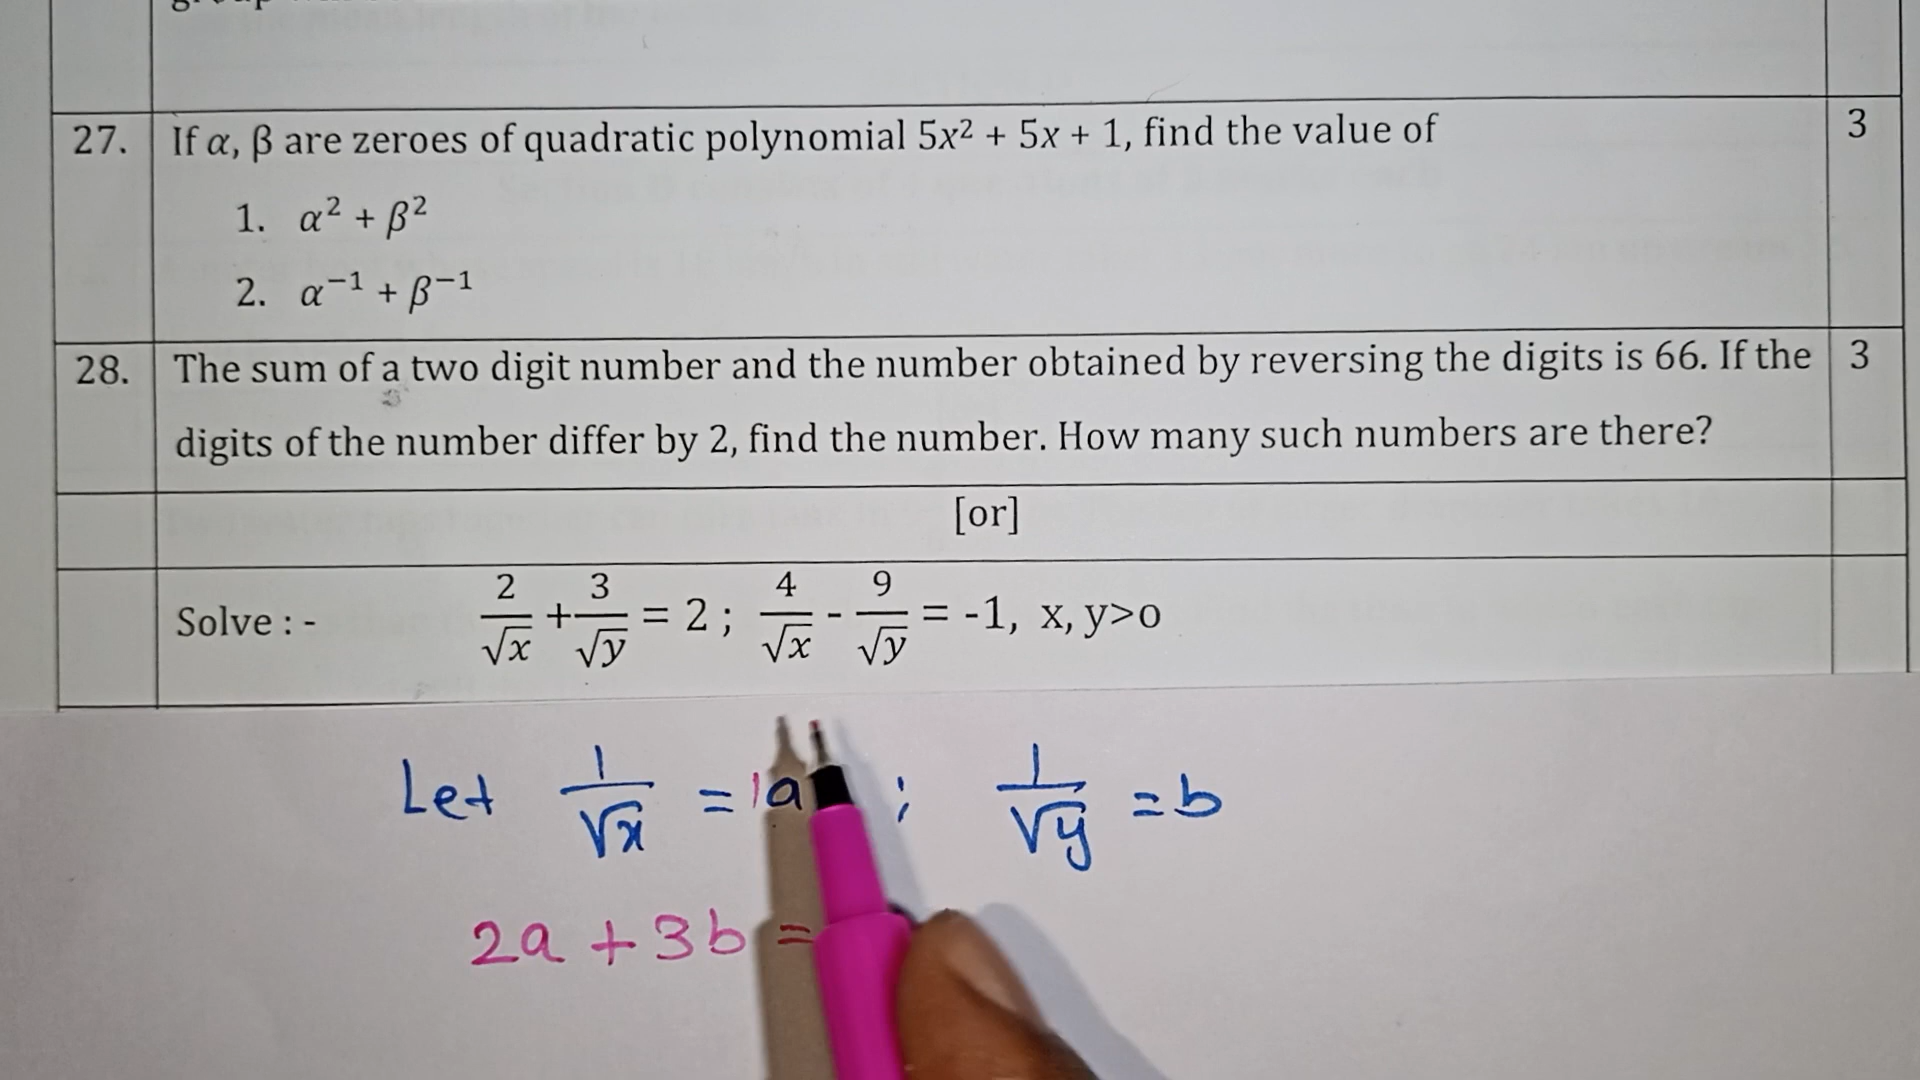 27. If α, β are zeroes of quadratic polynomial 5x² + 5x + 1, find the value of 3
1. α² + β²
2. α⁻¹ + β⁻¹
28. The sum of a two digit number and the number obtained by reversing the digits is 66. If the 3
digits of the number differ by 2, find the number. How many such numbers are there?
[or]
Solve : - 2/√x + 3/√y = 2 ; 4/√x - 9/√y = -1, x, y>o
Let 1/√x = 1a ; 1/√y = b
2a + 3b =